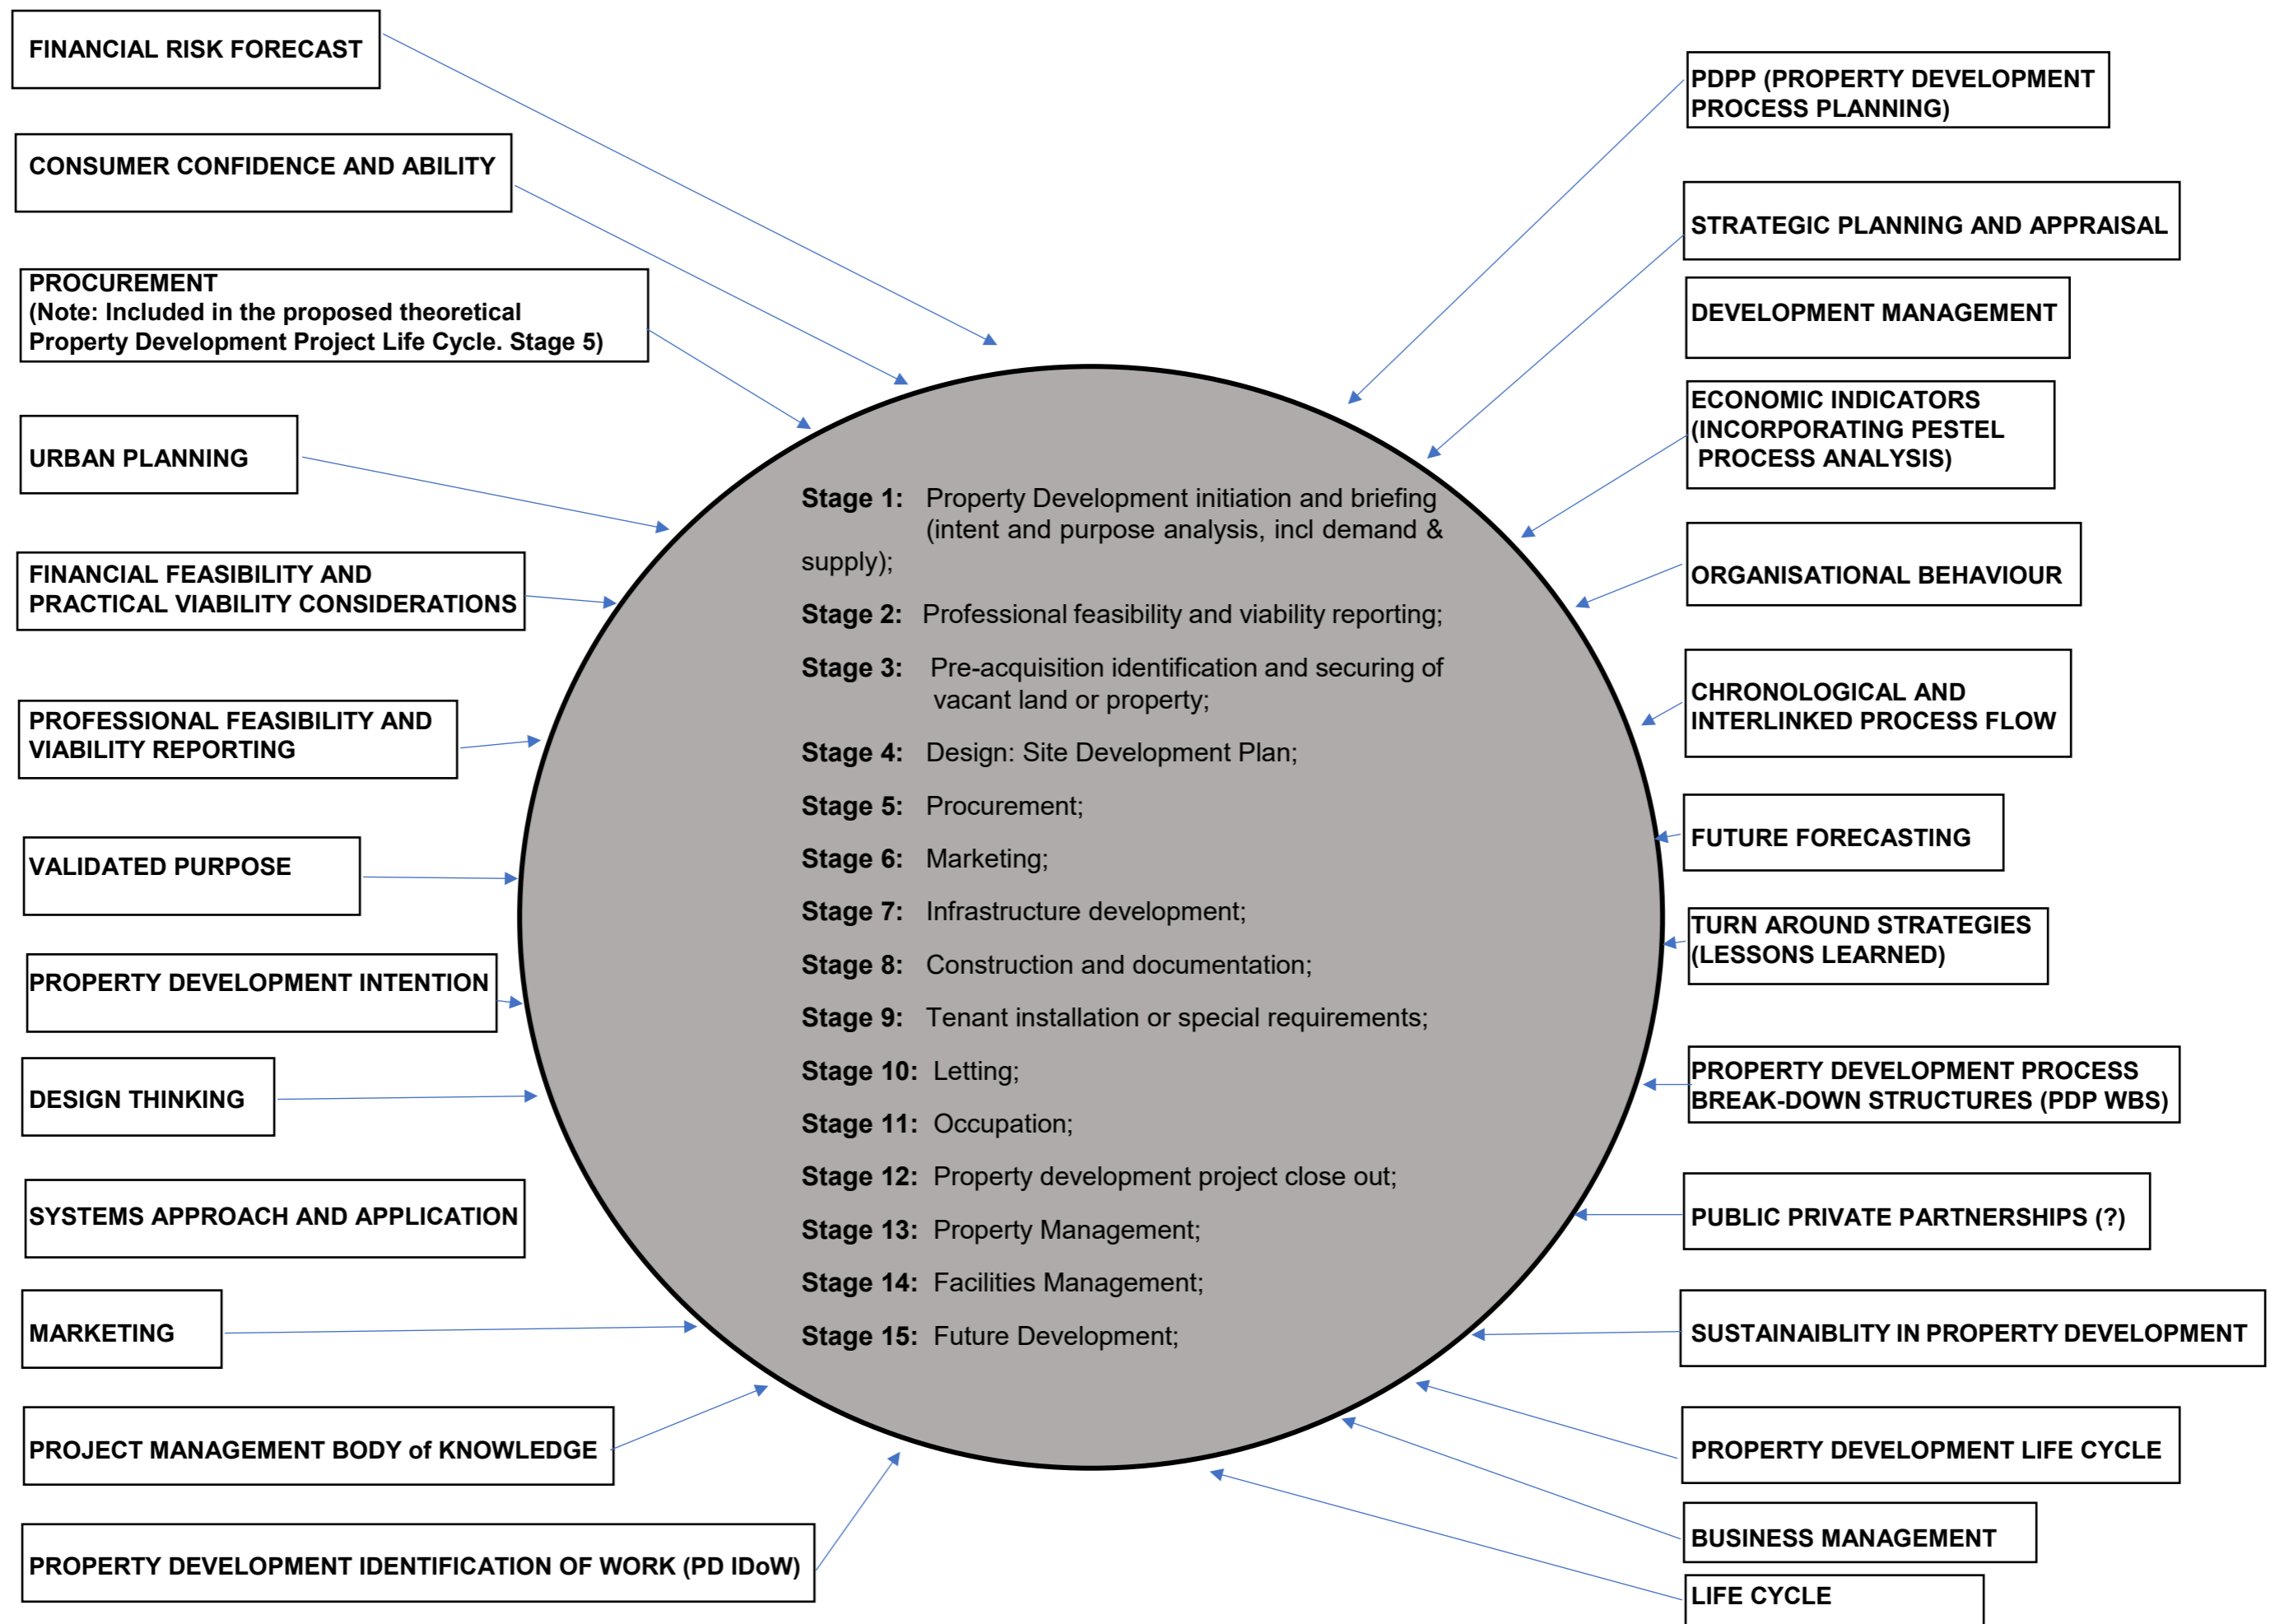 FINANCIAL RISK FORECAST
CONSUMER CONFIDENCE AND ABILITY
PROCUREMENT
(Note: Included in the proposed theoretical
Property Development Project Life Cycle. Stage 5)
URBAN PLANNING
FINANCIAL FEASIBILITY AND
PRACTICAL VIABILITY CONSIDERATIONS
PROFESSIONAL FEASIBILITY AND
VIABILITY REPORTING
VALIDATED PURPOSE
PROPERTY DEVELOPMENT INTENTION
DESIGN THINKING
SYSTEMS APPROACH AND APPLICATION
MARKETING
PROJECT MANAGEMENT BODY of KNOWLEDGE
PROPERTY DEVELOPMENT IDENTIFICATION OF WORK (PD IDoW)
Stage 1: Property Development initiation and briefing
(intent and purpose analysis, incl demand &
supply);
Stage 2: Professional feasibility and viability reporting;
Stage 3: Pre-acquisition identification and securing of
vacant land or property;
Stage 4: Design: Site Development Plan;
Stage 5: Procurement;
Stage 6: Marketing;
Stage 7: Infrastructure development;
Stage 8: Construction and documentation;
Stage 9: Tenant installation or special requirements;
Stage 10: Letting;
Stage 11: Occupation;
Stage 12: Property development project close out;
Stage 13: Property Management;
Stage 14: Facilities Management;
Stage 15: Future Development;
PDPP (PROPERTY DEVELOPMENT
PROCESS PLANNING)
STRATEGIC PLANNING AND APPRAISAL
DEVELOPMENT MANAGEMENT
ECONOMIC INDICATORS
(INCORPORATING PESTEL
PROCESS ANALYSIS)
ORGANISATIONAL BEHAVIOUR
CHRONOLOGICAL AND
INTERLINKED PROCESS FLOW
FUTURE FORECASTING
TURN AROUND STRATEGIES
(LESSONS LEARNED)
PROPERTY DEVELOPMENT PROCESS
BREAK-DOWN STRUCTURES (PDP WBS)
PUBLIC PRIVATE PARTNERSHIPS (?)
SUSTAINAIBLITY IN PROPERTY DEVELOPMENT
PROPERTY DEVELOPMENT LIFE CYCLE
BUSINESS MANAGEMENT
LIFE CYCLE